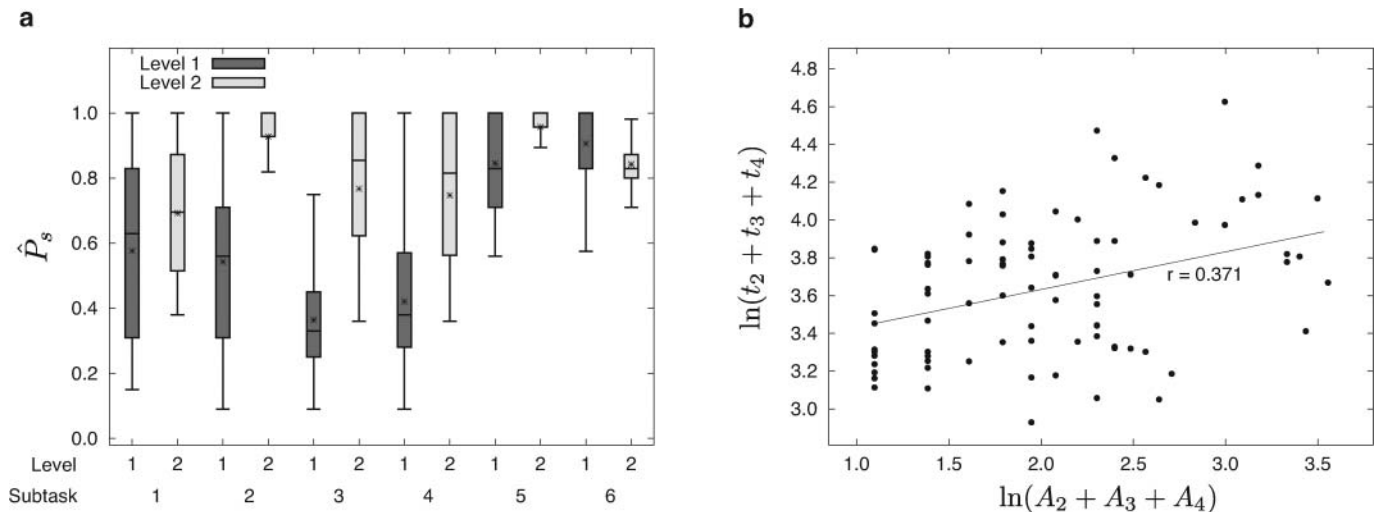 a
Level 1
Level 2
1.0
0.8
0.6
0.4
0.2
0.0
P̂ₛ
Level 1 2 1 2 1 2 1 2 1 2 1 2
Subtask 1 2 3 4 5 6
b
4.8
4.6
4.4
4.2
4.0
3.8
3.6
3.4
3.2
3.0
ln(t₂ + t₃ + t₄)
r = 0.371
1.0 1.5 2.0 2.5 3.0 3.5
ln(A₂ + A₃ + A₄)